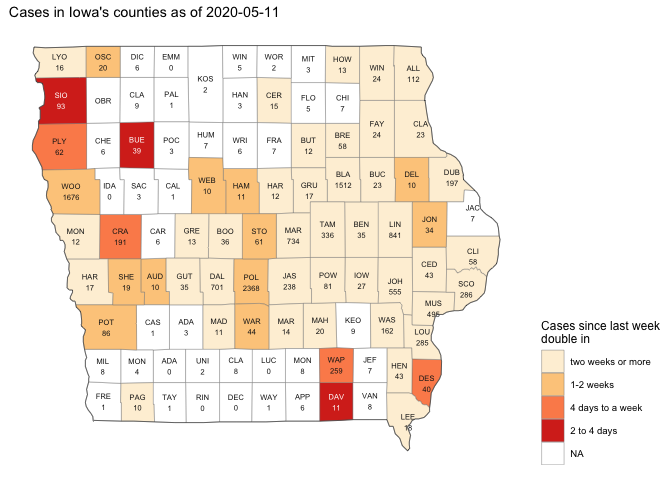 Cases in Iowa's counties as of 2020-05-11
LYO OSC DIC EMM WIN WOR MIT HOW WIN ALL
16 20 6 0 5 2 3 13 24 112
KOS
2
SIO OBR CLA PAL HAN CER FLO CHI
93 9 1 3 15 5 7
FAY CLA
24 23
PLY CHE BUE POC HUM WRI FRA BUT BRE
62 6 39 3 7 6 7 12 58
WOO IDA SAC CAL WEB HAM HAR GRU BLA BUC DEL DUB
1676 0 3 1 10 11 12 17 1512 23 10 197
JAC
7
MON CRA CAR GRE BOO STO MAR TAM BEN LIN JON
12 191 6 13 36 61 734 336 35 841 34
CLI
58
CED
43
HAR SHE AUD GUT DAL POL JAS POW IOW JOH SCO
17 19 10 35 701 2368 238 81 27 555 286
MUS
495
POT CAS ADA MAD WAR MAR MAH KEO WAS LOU
86 1 3 11 44 14 20 9 162 285
MIL MON ADA UNI CLA LUC MON WAP JEF HEN DES
8 4 0 2 8 0 8 259 7 43 40
FRE PAG TAY RIN DEC WAY APP DAV VAN LEE
1 10 1 0 0 1 6 11 8 18
Cases since last week
double in
two weeks or more
1-2 weeks
4 days to a week
2 to 4 days
NA